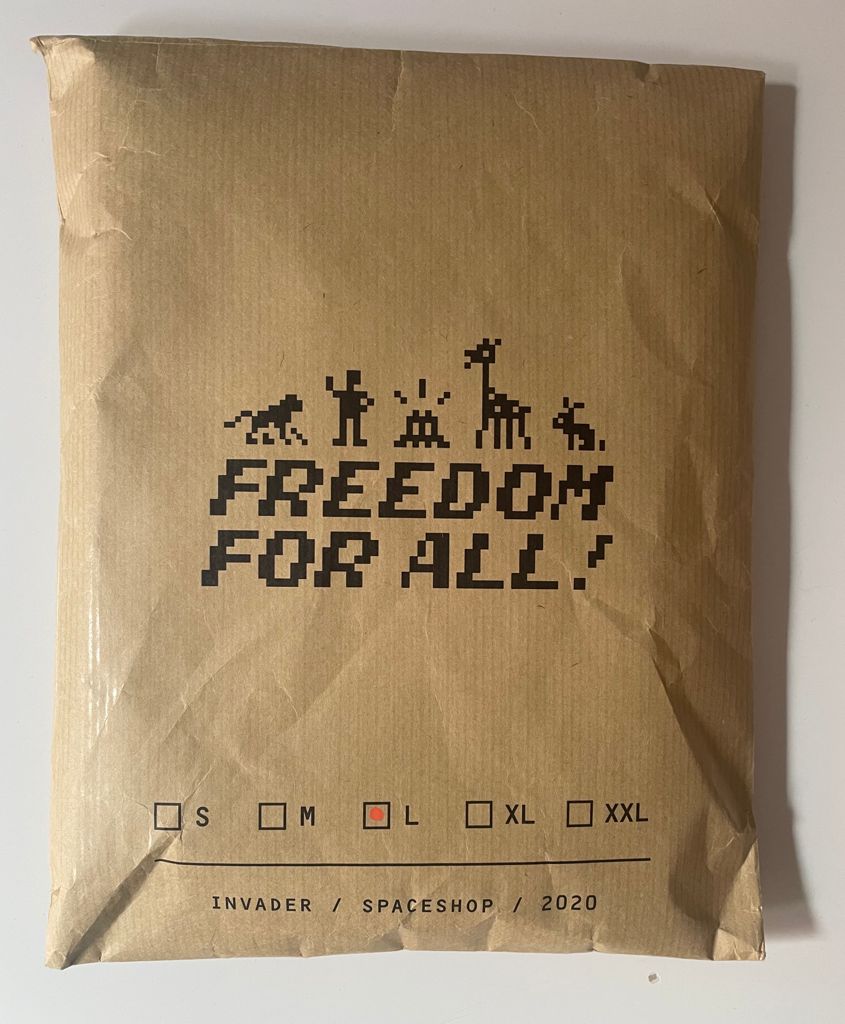 FREEDOM
FOR ALL!
S M L XL XXL
INVADER / SPACESHOP / 2020